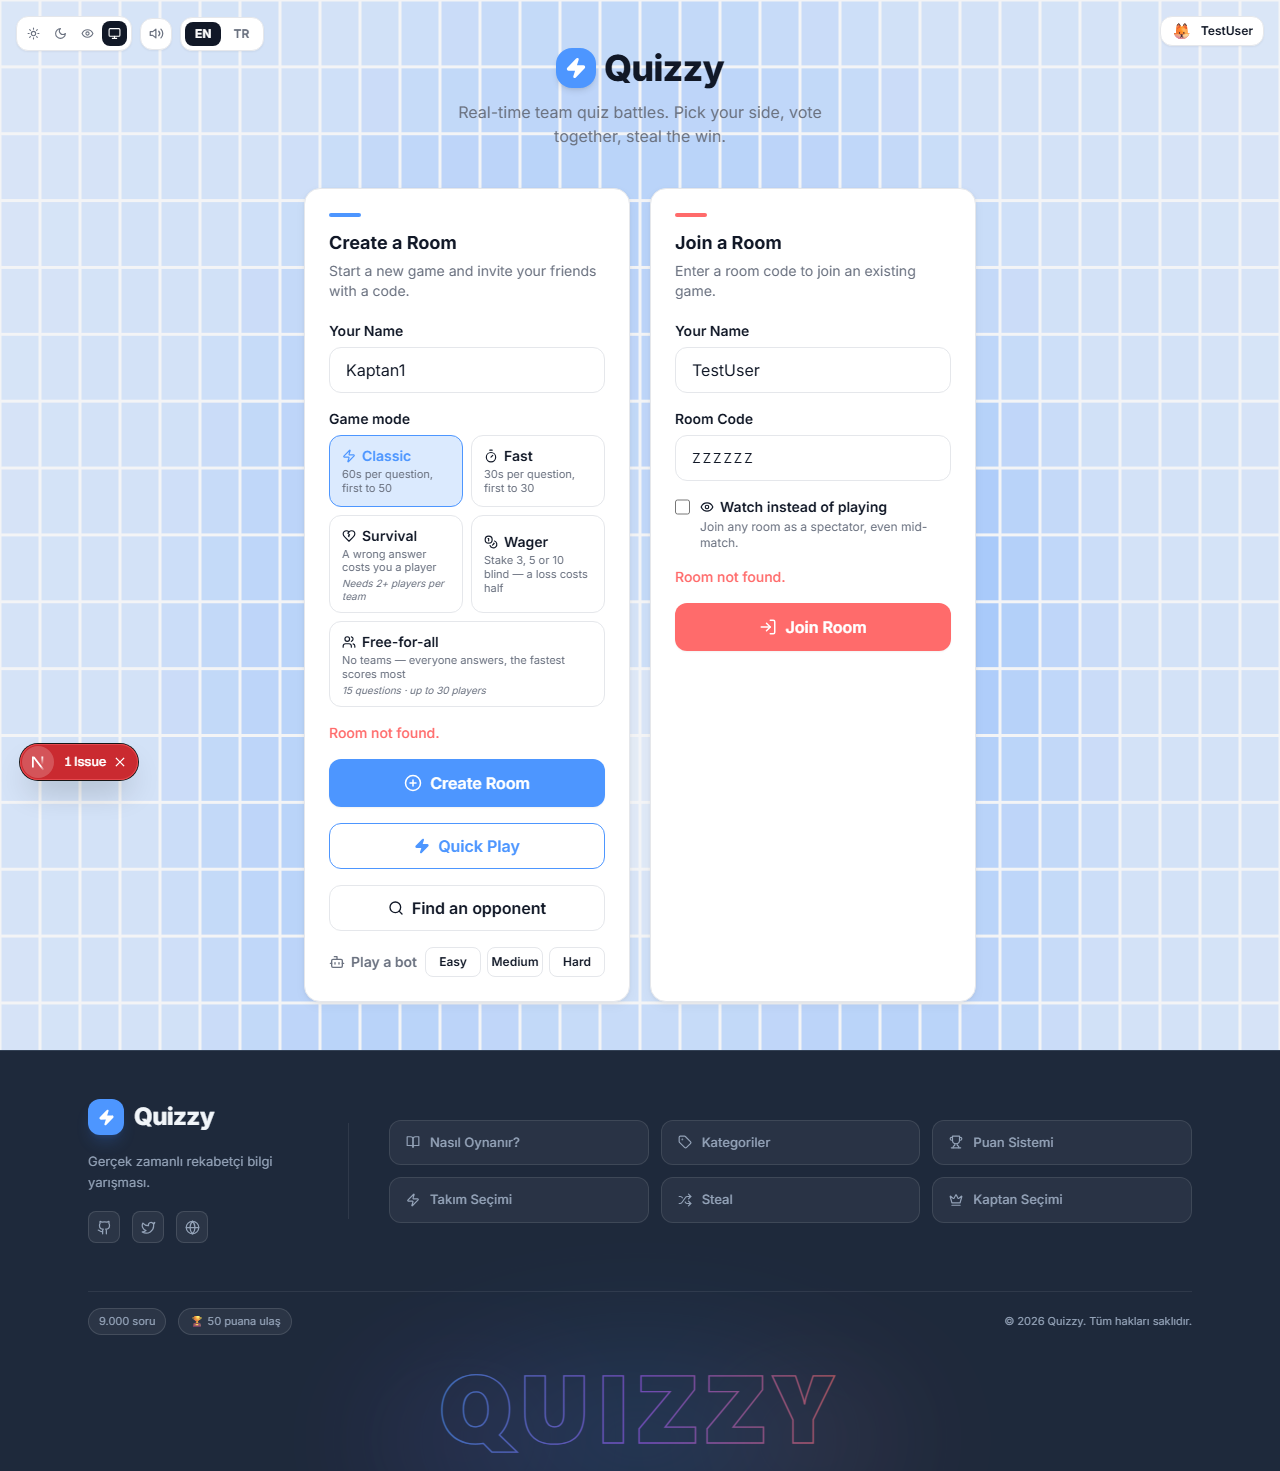 EN
TR
TestUser
Quizzy
Real-time team quiz battles. Pick your side, vote
together, steal the win.
Create a Room
Start a new game and invite your friends
with a code.
Your Name
Kaptan1
Game mode
Classic
60s per question,
first to 50
Fast
30s per question,
first to 30
Survival
A wrong answer
costs you a player
Needs 2+ players per
team
Wager
Stake 3, 5 or 10
blind — a loss costs
half
Free-for-all
No teams — everyone answers, the fastest
scores most
15 questions · up to 30 players
Room not found.
Create Room
Quick Play
Find an opponent
Play a bot
Easy
Medium
Hard
Join a Room
Enter a room code to join an existing
game.
Your Name
TestUser
Room Code
ZZZZZZ
Watch instead of playing
Join any room as a spectator, even mid-
match.
Room not found.
Join Room
1 Issue
Quizzy
Gerçek zamanlı rekabetçi bilgi
yarışması.
Nasıl Oynanır?
Kategoriler
Puan Sistemi
Takım Seçimi
Steal
Kaptan Seçimi
9.000 soru
🏆 50 puana ulaş
© 2026 Quizzy. Tüm hakları saklıdır.
QUIZZY